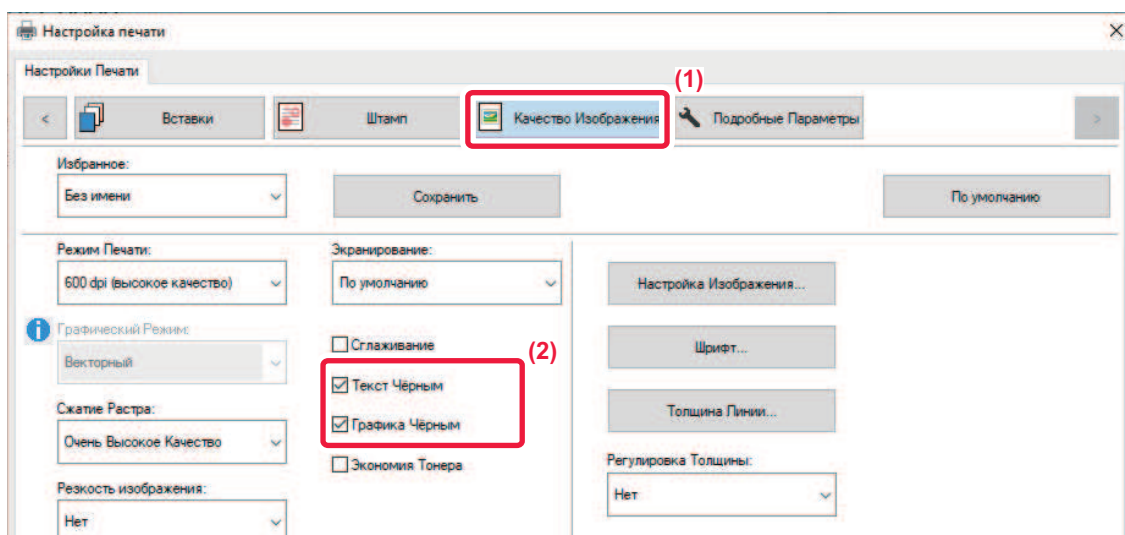 Настройка печати
Настройки Печати
(1)
< Вставки Штамп Качество Изображения Подробные Параметры >
Избранное:
Без имени Сохранить По умолчанию
Режим Печати: Экранирование:
600 dpi (высокое качество) По умолчанию Настройка Изображения...
Графический Режим:
Векторный Сглаживание (2) Шрифт...
Текст Чёрным
Сжатие Растра: Графика Чёрным Толщина Линии...
Очень Высокое Качество
Экономия Тонера Регулировка Толщины:
Резкость изображения:
Нет Нет